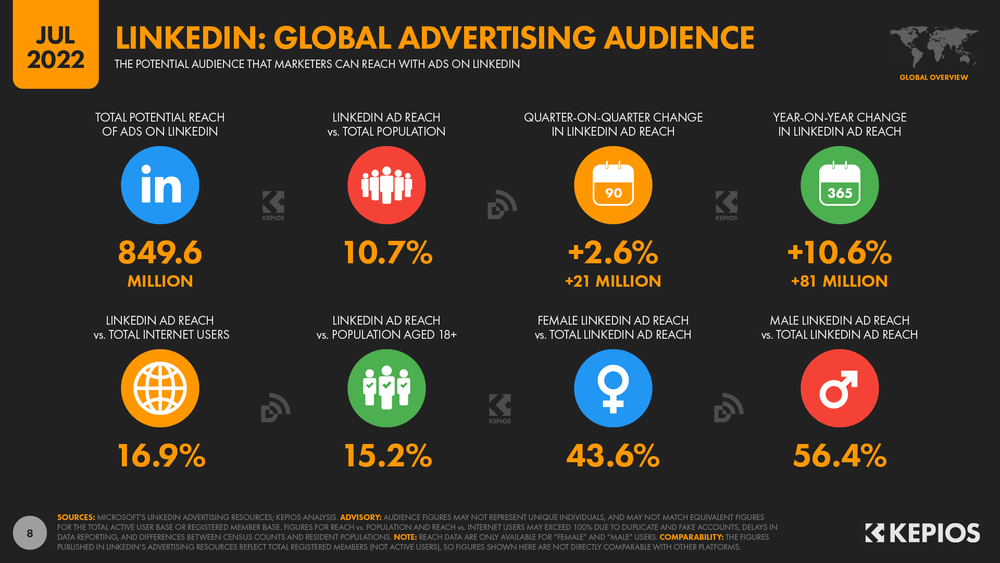 JUL
2022
LINKEDIN: GLOBAL ADVERTISING AUDIENCE
THE POTENTIAL AUDIENCE THAT MARKETERS CAN REACH WITH ADS ON LINKEDIN
GLOBAL OVERVIEW
TOTAL POTENTIAL REACH
OF ADS ON LINKEDIN
in
849.6
MILLION
LINKEDIN AD REACH
vs. TOTAL POPULATION
10.7%
QUARTER-ON-QUARTER CHANGE
IN LINKEDIN AD REACH
90
+2.6%
+21 MILLION
YEAR-ON-YEAR CHANGE
IN LINKEDIN AD REACH
365
+10.6%
+81 MILLION
KEPIOS
KEPIOS
LINKEDIN AD REACH
vs. TOTAL INTERNET USERS
16.9%
LINKEDIN AD REACH
vs. POPULATION AGED 18+
15.2%
FEMALE LINKEDIN AD REACH
vs. TOTAL LINKEDIN AD REACH
43.6%
MALE LINKEDIN AD REACH
vs. TOTAL LINKEDIN AD REACH
56.4%
KEPIOS
8
SOURCES: MICROSOFT'S LINKEDIN ADVERTISING RESOURCES; KEPIOS ANALYSIS. ADVISORY: AUDIENCE FIGURES MAY NOT REPRESENT UNIQUE INDIVIDUALS, AND MAY NOT MATCH EQUIVALENT FIGURES
FOR THE TOTAL ACTIVE USER BASE OR REGISTERED MEMBER BASE. FIGURES FOR REACH vs. POPULATION AND REACH vs. INTERNET USERS MAY EXCEED 100% DUE TO DUPLICATE AND FAKE ACCOUNTS, DELAYS IN
DATA REPORTING, AND DIFFERENCES BETWEEN CENSUS COUNTS AND RESIDENT POPULATIONS. NOTE: REACH DATA ARE ONLY AVAILABLE FOR "FEMALE" AND "MALE" USERS. COMPARABILITY: THE FIGURES
PUBLISHED IN LINKEDIN'S ADVERTISING RESOURCES REFLECT TOTAL REGISTERED MEMBERS (NOT ACTIVE USERS), SO FIGURES SHOWN HERE ARE NOT DIRECTLY COMPARABLE WITH OTHER PLATFORMS.
KEPIOS